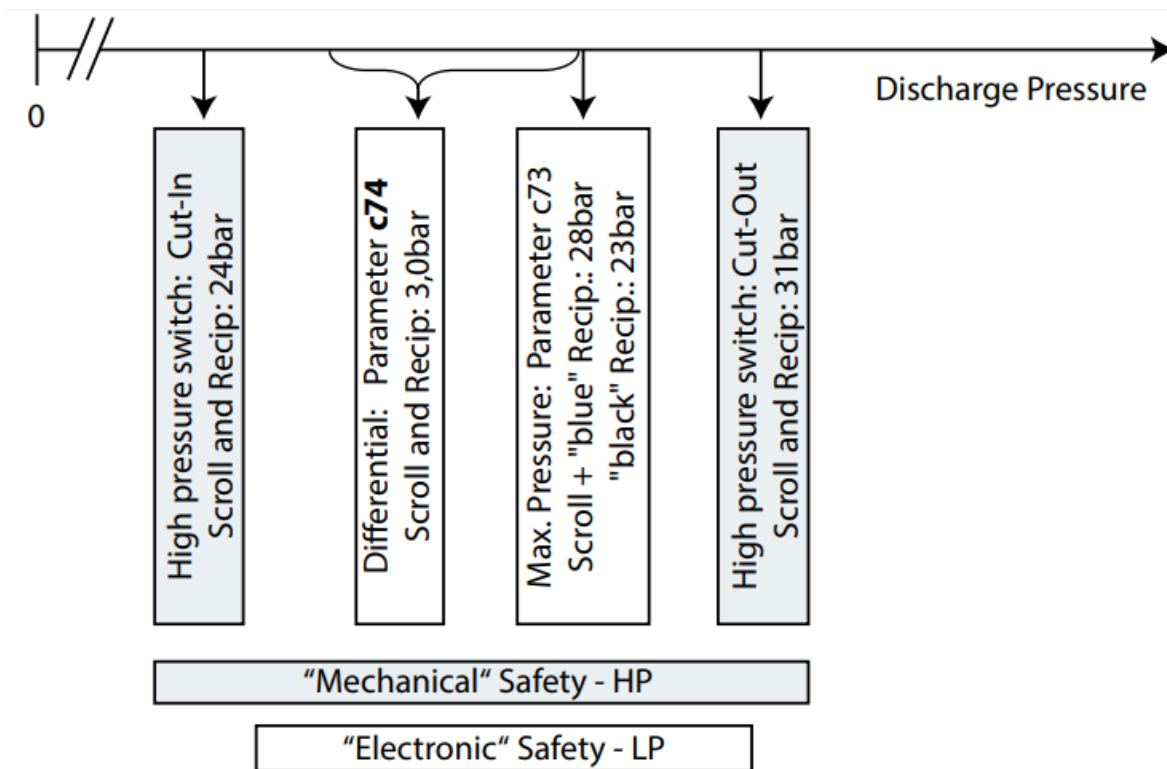 0
Discharge Pressure
High pressure switch: Cut-In
Scroll and Recip: 24bar
Differential: Parameter c74
Scroll and Recip: 3,0bar
Max. Pressure: Parameter c73
Scroll + "blue" Recip.: 28bar
"black" Recip.: 23bar
High pressure switch: Cut-Out
Scroll and Recip: 31bar
“Mechanical“ Safety - HP
“Electronic“ Safety - LP